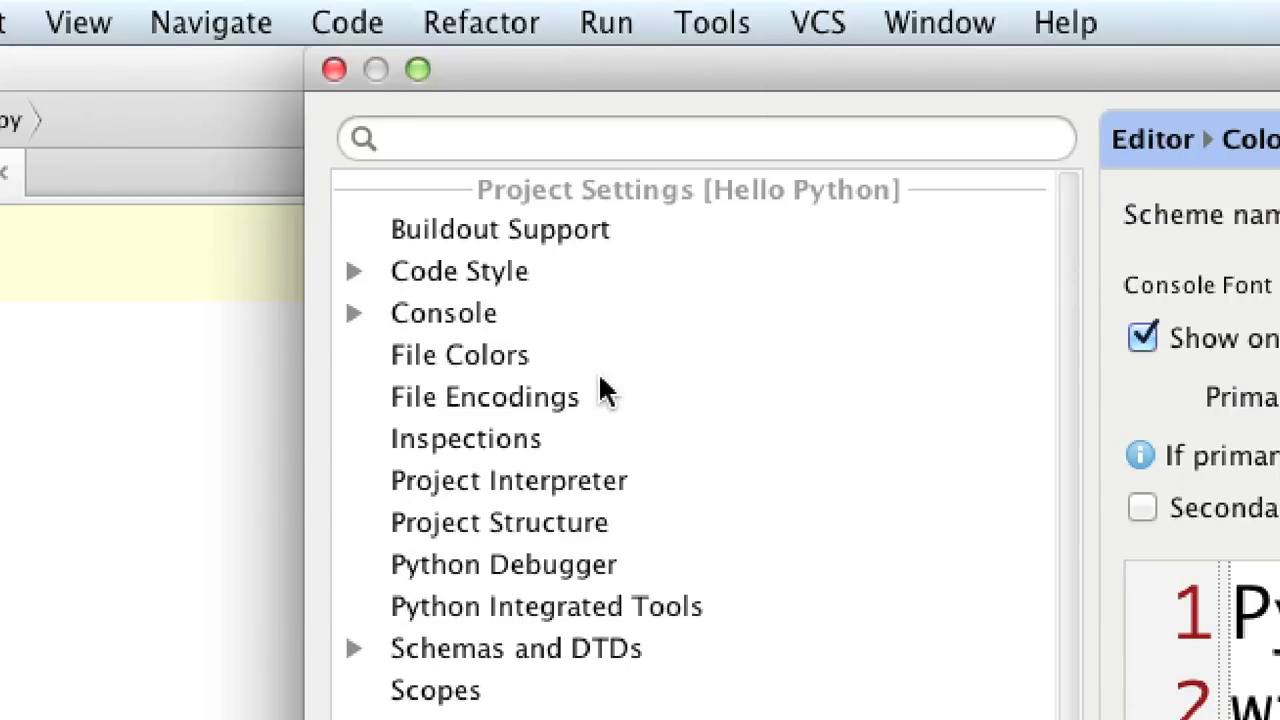 View Navigate Code Refactor Run Tools VCS Window Help
py
Editor Colo
Project Settings [Hello Python]
Buildout Support
Code Style
Console
File Colors
File Encodings
Inspections
Project Interpreter
Project Structure
Python Debugger
Python Integrated Tools
Schemas and DTDs
Scopes
Scheme nam
Console Font
Show on
Prima
If primar
Seconda
1 Py
2 w